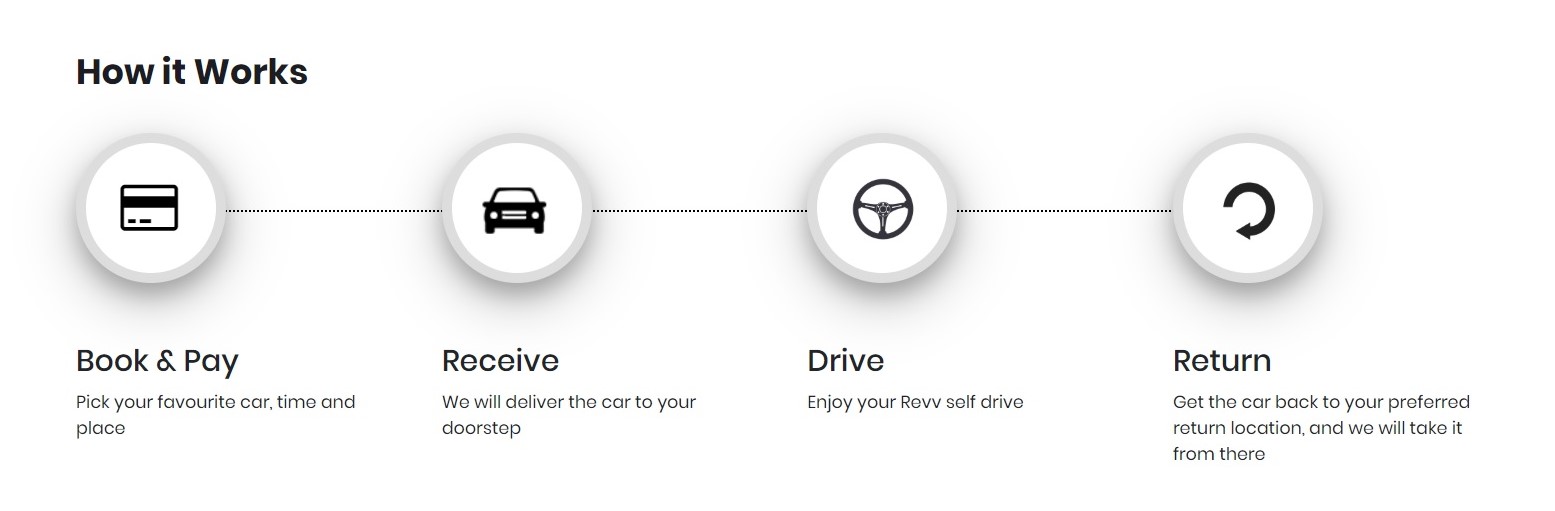 How it Works
Book & Pay
Pick your favourite car, time and
place
Receive
We will deliver the car to your
doorstep
Drive
Enjoy your Revv self drive
Return
Get the car back to your preferred
return location, and we will take it
from there